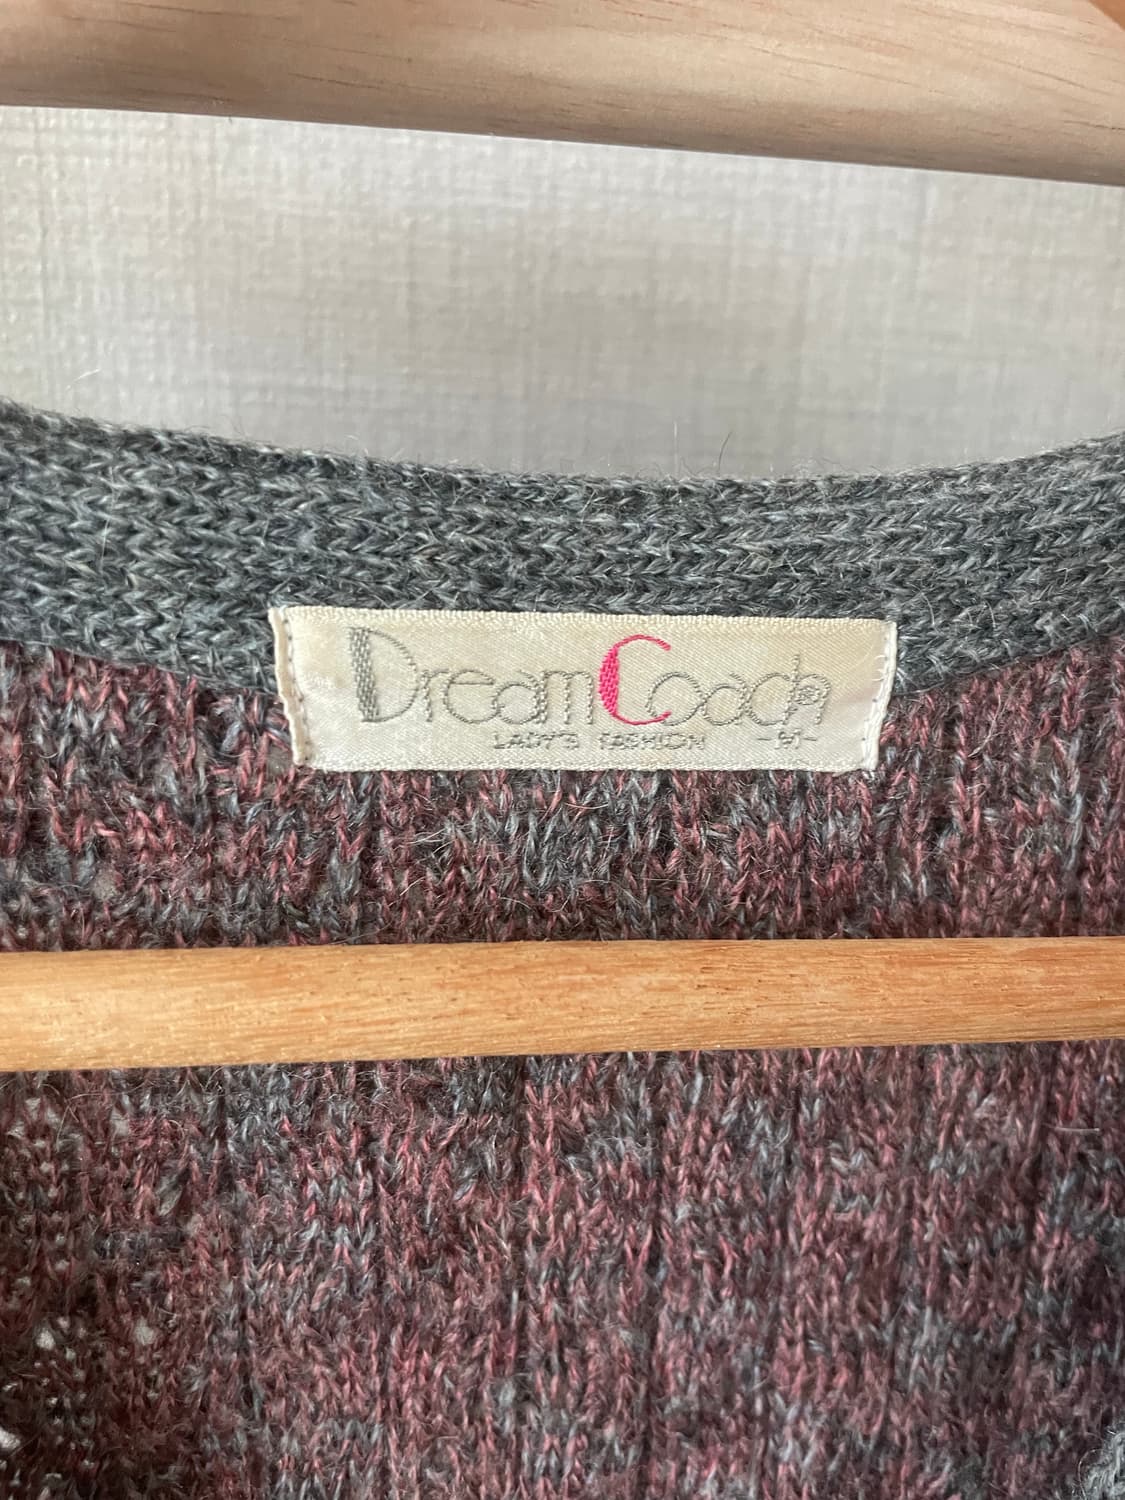 DreamCoach®
LADY'S FASHION -M-